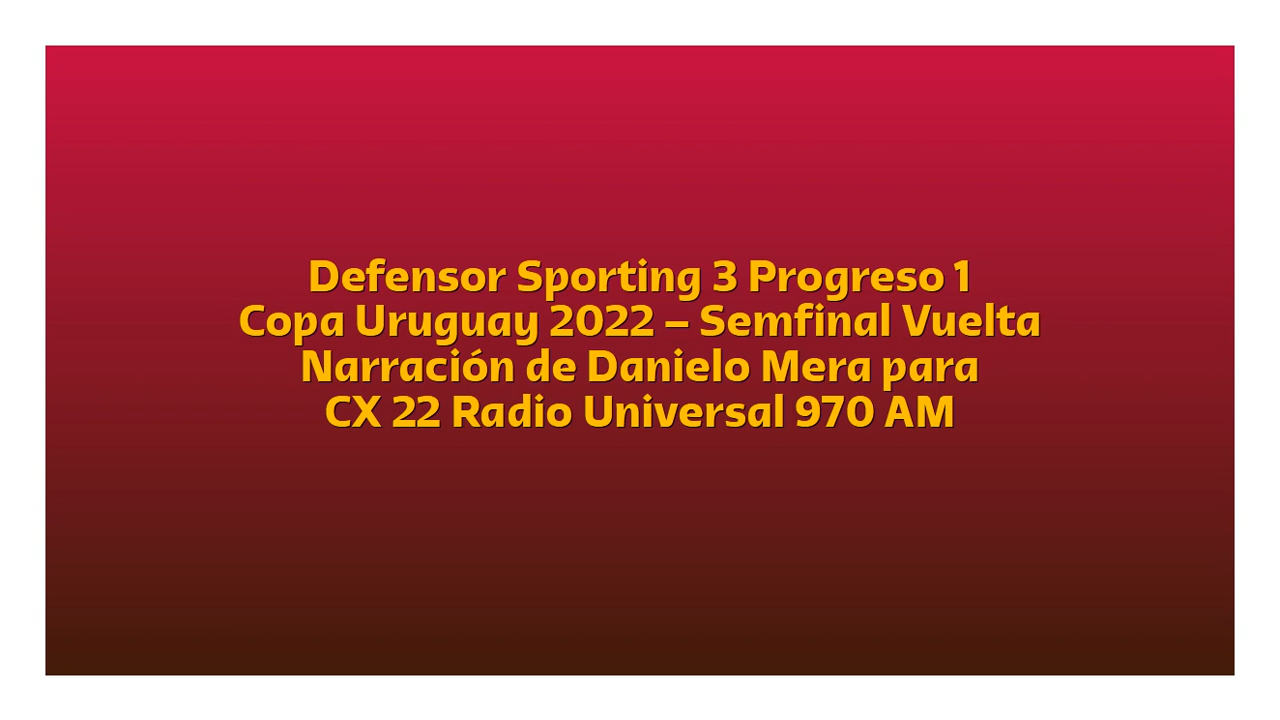 Defensor Sporting 3 Progreso 1
Copa Uruguay 2022 – Semfinal Vuelta
Narración de Danielo Mera para
CX 22 Radio Universal 970 AM